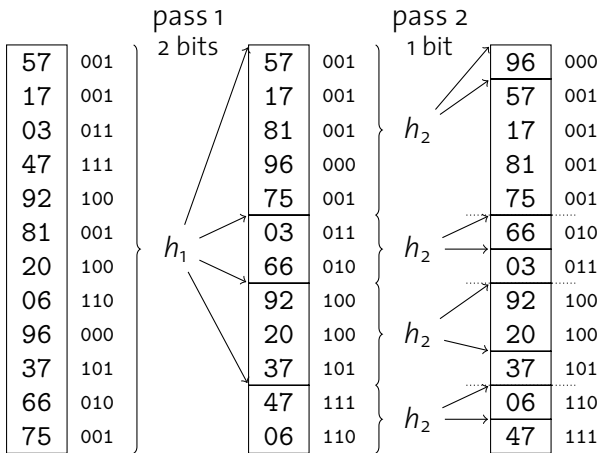 pass 1 pass 2
2 bits 1 bit
57 001 57 001 96 000
17 001 17 001 57 001
03 011 81 001 h2 17 001
47 111 96 000 81 001
92 100 75 001 75 001
81 001 h1 03 011 h2 66 010
20 100 66 010 03 011
06 110 92 100 92 100
96 000 20 100 h2 20 100
37 101 37 101 37 101
66 010 47 111 h2 06 110
75 001 06 110 47 111